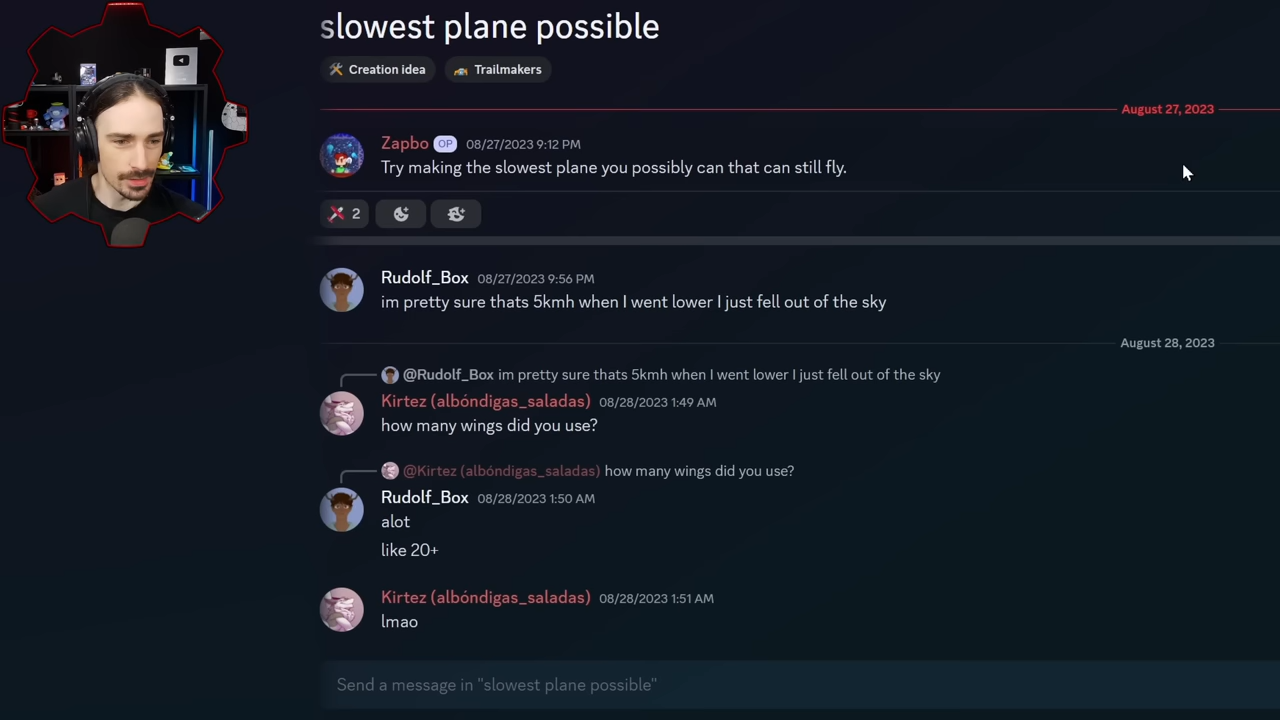 slowest plane possible
Creation idea
Trailmakers
August 27, 2023
Zapbo OP 08/27/2023 9:12 PM
Try making the slowest plane you possibly can that can still fly.
2
Rudolf_Box 08/27/2023 9:56 PM
im pretty sure thats 5kmh when I went lower I just fell out of the sky
August 28, 2023
@Rudolf_Box im pretty sure thats 5kmh when I went lower I just fell out of the sky
Kirtez (albóndigas_saladas) 08/28/2023 1:49 AM
how many wings did you use?
@Kirtez (albóndigas_saladas) how many wings did you use?
Rudolf_Box 08/28/2023 1:50 AM
alot
like 20+
Kirtez (albóndigas_saladas) 08/28/2023 1:51 AM
lmao
Send a message in "slowest plane possible"